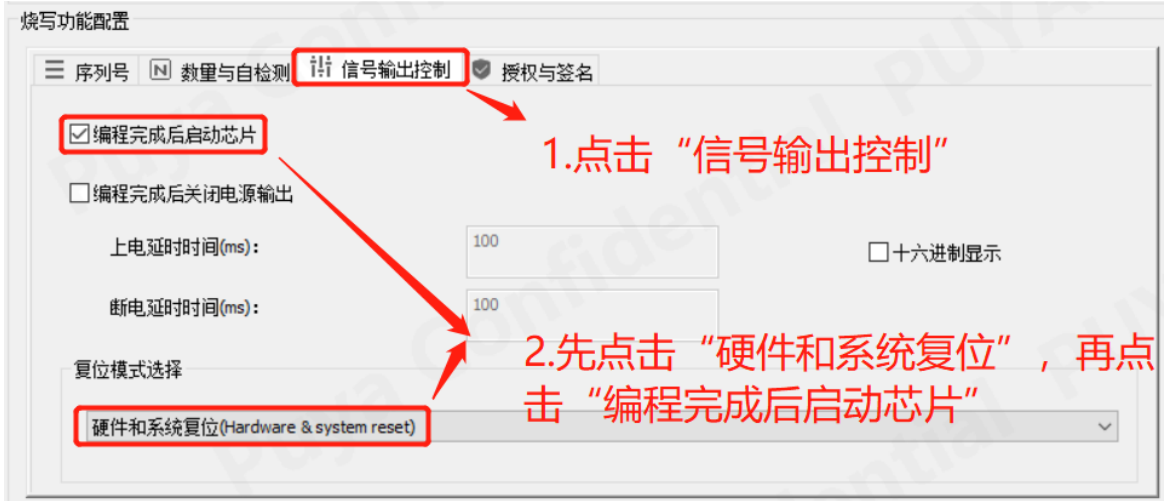 烧写功能配置
序列号 数量与自检测 信号输出控制 授权与签名
编程完成后启动芯片
1.点击“信号输出控制”
编程完成后关闭电源输出
上电延时时间(ms)： 100 十六进制显示
断电延时时间(ms)： 100
2.先点击“硬件和系统复位”，再点
击“编程完成后启动芯片”
复位模式选择
硬件和系统复位(Hardware & system reset)
Puya Confidential PUYA
Puya Confidential PUYA